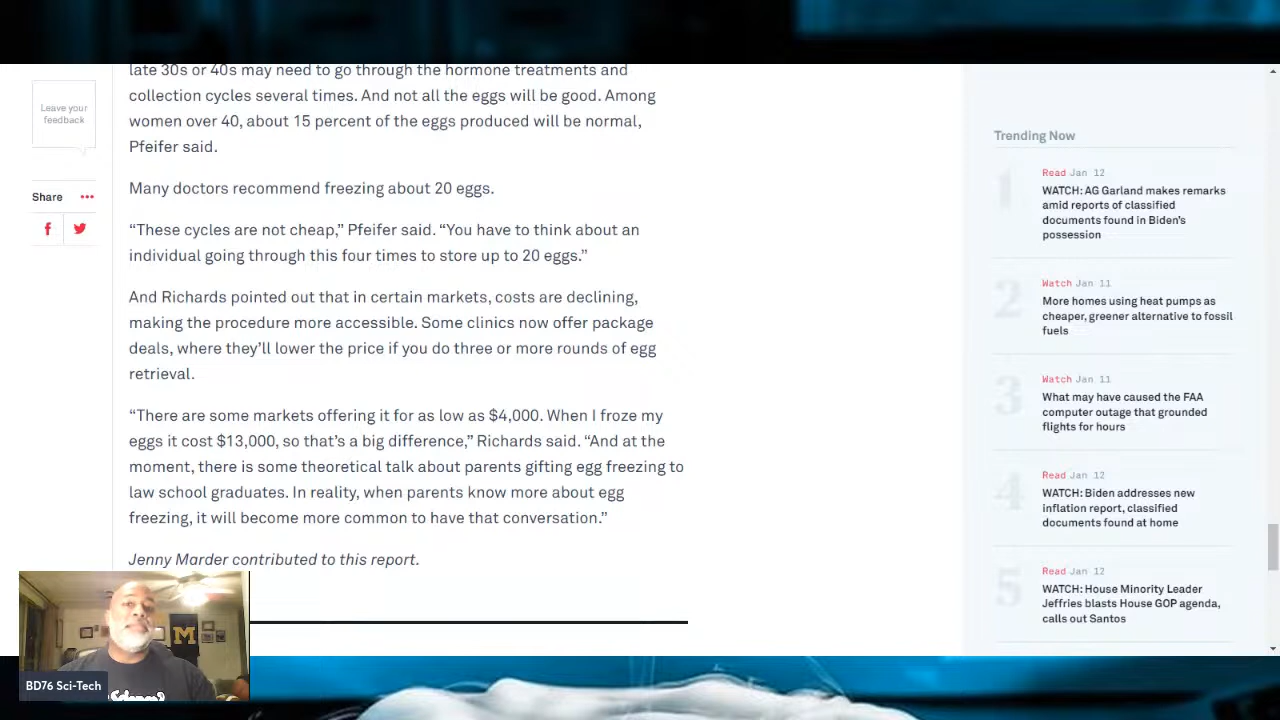 late 30s or 40s may need to go through the hormone treatments and
collection cycles several times. And not all the eggs will be good. Among
women over 40, about 15 percent of the eggs produced will be normal,
Pfeifer said.
Many doctors recommend freezing about 20 eggs.
“These cycles are not cheap,” Pfeifer said. “You have to think about an
individual going through this four times to store up to 20 eggs.”
And Richards pointed out that in certain markets, costs are declining,
making the procedure more accessible. Some clinics now offer package
deals, where they’ll lower the price if you do three or more rounds of egg
retrieval.
“There are some markets offering it for as low as $4,000. When I froze my
eggs it cost $13,000, so that’s a big difference,” Richards said. “And at the
moment, there is some theoretical talk about parents gifting egg freezing to
law school graduates. In reality, when parents know more about egg
freezing, it will become more common to have that conversation.”
Jenny Marder contributed to this report.
Leave your
feedback
Share
Trending Now
1
Read Jan 12
WATCH: AG Garland makes remarks
amid reports of classified
documents found in Biden’s
possession
2
Watch Jan 11
More homes using heat pumps as
cheaper, greener alternative to fossil
fuels
3
Watch Jan 11
What may have caused the FAA
computer outage that grounded
flights for hours
4
Read Jan 12
WATCH: Biden addresses new
inflation report, classified
documents found at home
5
Read Jan 12
WATCH: House Minority Leader
Jeffries blasts House GOP agenda,
calls out Santos
M
BD76 Sci-Tech